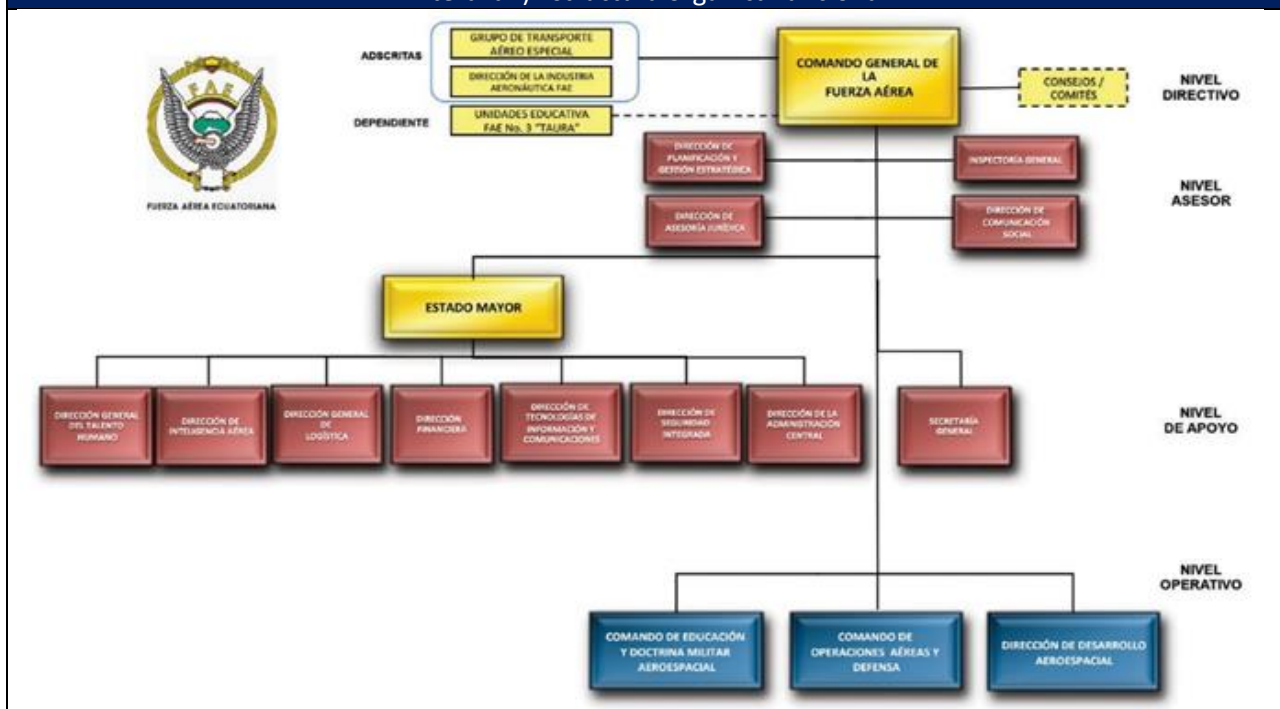 ADSCRITAS
GRUPO DE TRANSPORTE
AÉREO ESPECIAL
DIRECCIÓN DE LA INDUSTRIA
AERONÁUTICA FAE
DEPENDIENTE
UNIDADES EDUCATIVA
FAE No. 3 "TAURA"
COMANDO GENERAL DE
LA
FUERZA AÉREA
CONSEJOS /
COMITÉS
NIVEL
DIRECTIVO
FAE
FUERZA AÉREA ECUATORIANA
DIRECCIÓN DE
PLANIFICACIÓN Y
GESTIÓN ESTRATÉGICA
INSPECTORÍA GENERAL
DIRECCIÓN DE
ASESORÍA JURÍDICA
DIRECCIÓN DE
COMUNICACIÓN
SOCIAL
NIVEL
ASESOR
ESTADO MAYOR
DIRECCIÓN GENERAL
DEL TALENTO
HUMANO
DIRECCIÓN DE
INTELIGENCIA AÉREA
DIRECCIÓN GENERAL
DE
LOGÍSTICA
DIRECCIÓN
FINANCIERA
DIRECCIÓN DE
TECNOLOGÍAS DE
INFORMACIÓN Y
COMUNICACIONES
DIRECCIÓN DE
SEGURIDAD
INTEGRADA
DIRECCIÓN DE LA
ADMINISTRACIÓN
CENTRAL
SECRETARÍA
GENERAL
NIVEL
DE APOYO
NIVEL
OPERATIVO
COMANDO DE EDUCACIÓN
Y DOCTRINA MILITAR
AEROESPACIAL
COMANDO DE
OPERACIONES AÉREAS Y
DEFENSA
DIRECCIÓN DE DESARROLLO
AEROESPACIAL